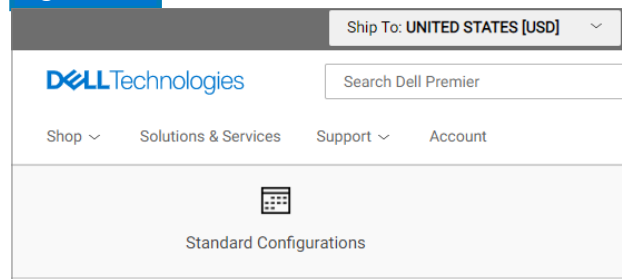 Ship To: UNITED STATES [USD]
DELLTechnologies
Search Dell Premier
Shop Solutions & Services Support Account
Standard Configurations